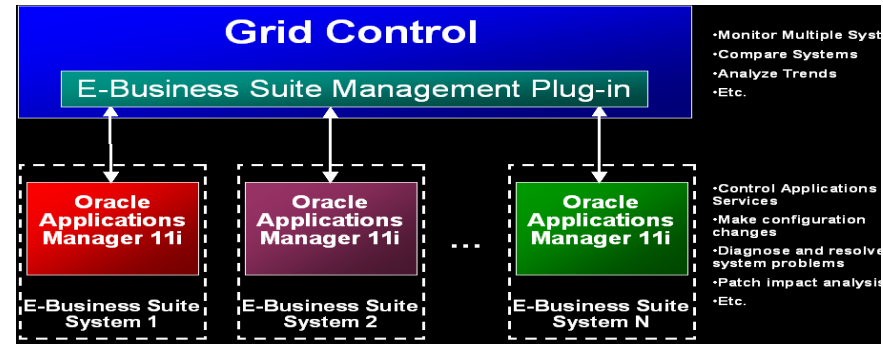 Grid Control
E-Business Suite Management Plug-in
•Monitor Multiple Syst
•Compare Systems
•Analyze Trends
•Etc.
Oracle
Applications
Manager 11i
E-Business Suite
System 1
Oracle
Applications
Manager 11i
E-Business Suite
System 2
...
Oracle
Applications
Manager 11i
E-Business Suite
System N
•Control Applications
Services
•Make configuration
changes
•Diagnose and resolve
system problems
•Patch impact analysis
•Etc.